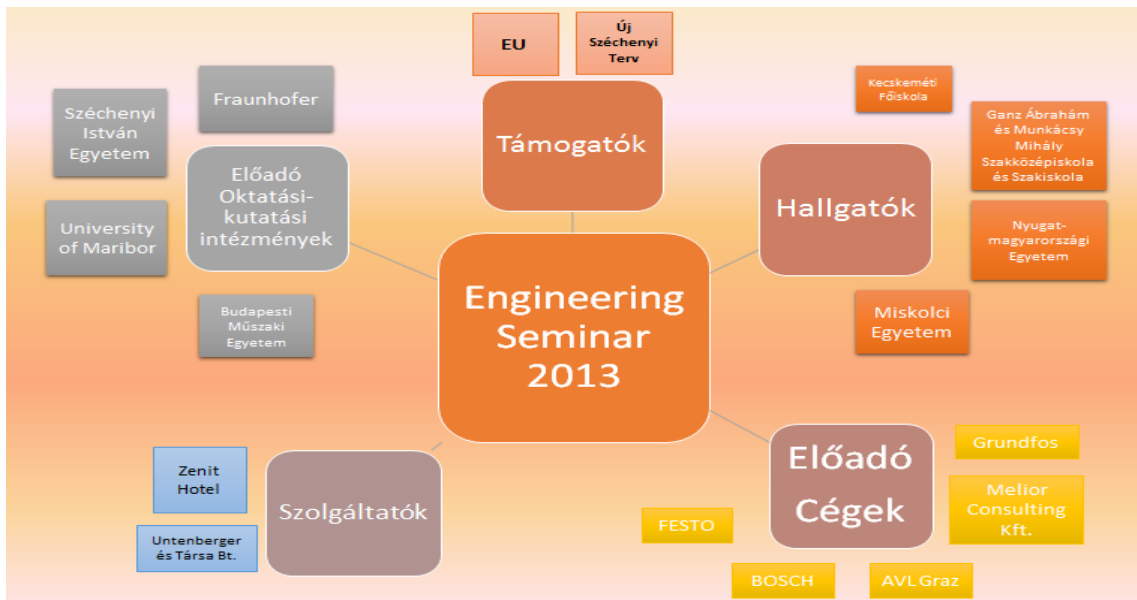 EU
Új
Széchenyi
Terv
Támogatók
Fraunhofer
Széchenyi
István
Egyetem
Előadó
Oktatási-
kutatási
intézmények
University
of Maribor
Budapesti
Műszaki
Egyetem
Kecskeméti
Főiskola
Ganz Ábrahám
és Munkácsy
Mihály
Szakközépiskola
és Szakiskola
Hallgatók
Nyugat-
magyarországi
Egyetem
Miskolci
Egyetem
Engineering
Seminar
2013
Zenit
Hotel
Szolgáltatók
Untenberger
és Társa Bt.
Előadó
Cégek
Grundfos
Melior
Consulting
Kft.
FESTO
BOSCH
AVL Graz